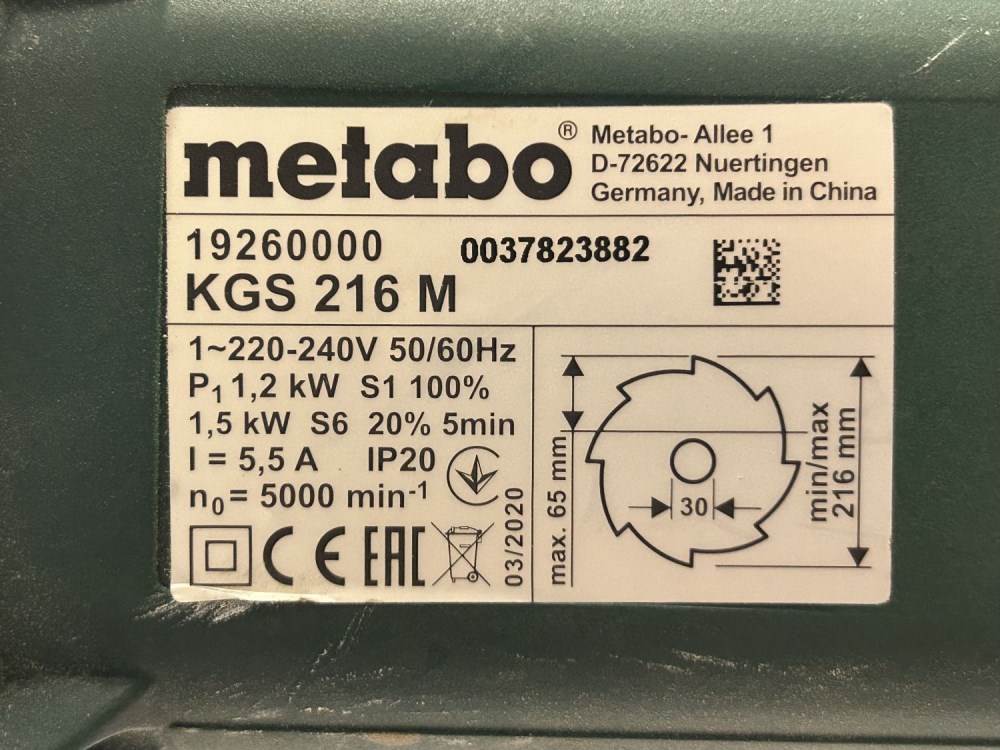 metabo®
Metabo- Allee 1
D-72622 Nuertingen
Germany, Made in China
19260000 0037823882
KGS 216 M
1~220-240V 50/60Hz
P₁ 1,2 kW S1 100%
1,5 kW S6 20% 5min
I = 5,5 A IP20
n₀ = 5000 min⁻¹
CE EAC
03/2020
max. 65 mm
30
min/max
216 mm